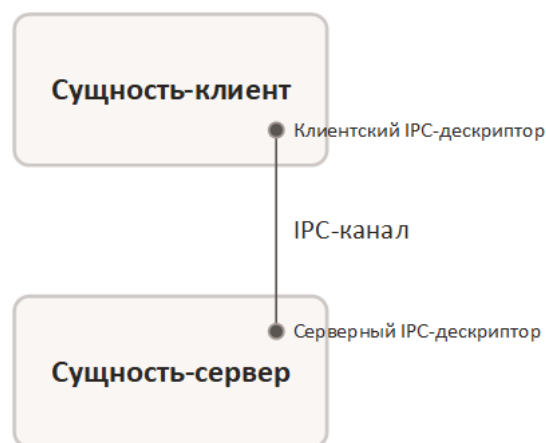 Сущность-клиент
Клиентский IPC-дескриптор
IPC-канал
Серверный IPC-дескриптор
Сущность-сервер